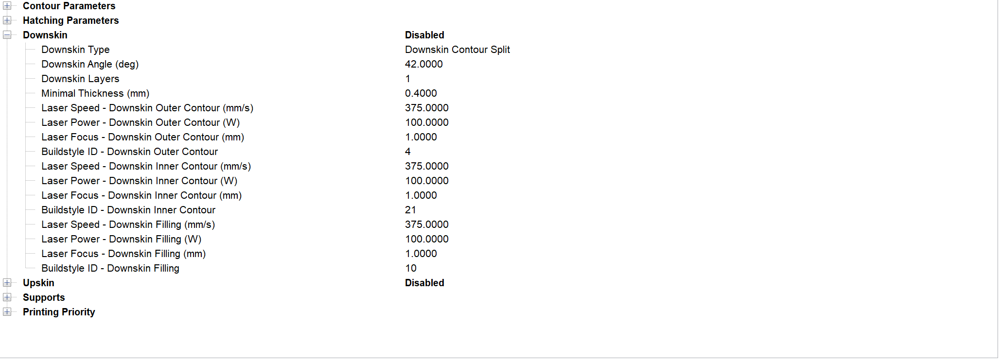 Contour Parameters
Hatching Parameters
Downskin Disabled
Downskin Type Downskin Contour Split
Downskin Angle (deg) 42.0000
Downskin Layers 1
Minimal Thickness (mm) 0.4000
Laser Speed - Downskin Outer Contour (mm/s) 375.0000
Laser Power - Downskin Outer Contour (W) 100.0000
Laser Focus - Downskin Outer Contour (mm) 1.0000
Buildstyle ID - Downskin Outer Contour 4
Laser Speed - Downskin Inner Contour (mm/s) 375.0000
Laser Power - Downskin Inner Contour (W) 100.0000
Laser Focus - Downskin Inner Contour (mm) 1.0000
Buildstyle ID - Downskin Inner Contour 21
Laser Speed - Downskin Filling (mm/s) 375.0000
Laser Power - Downskin Filling (W) 100.0000
Laser Focus - Downskin Filling (mm) 1.0000
Buildstyle ID - Downskin Filling 10
Upskin Disabled
Supports
Printing Priority